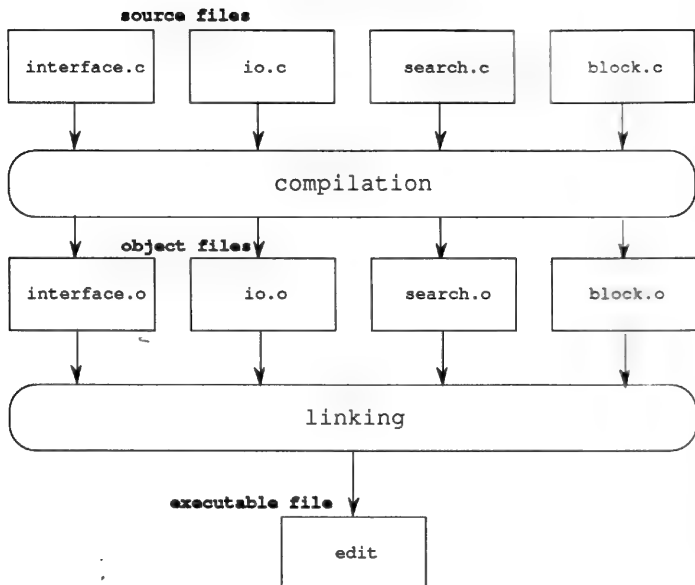 source files
interface.c
io.c
search.c
block.c
compilation
object files
interface.o
io.o
search.o
block.o
linking
executable file
edit